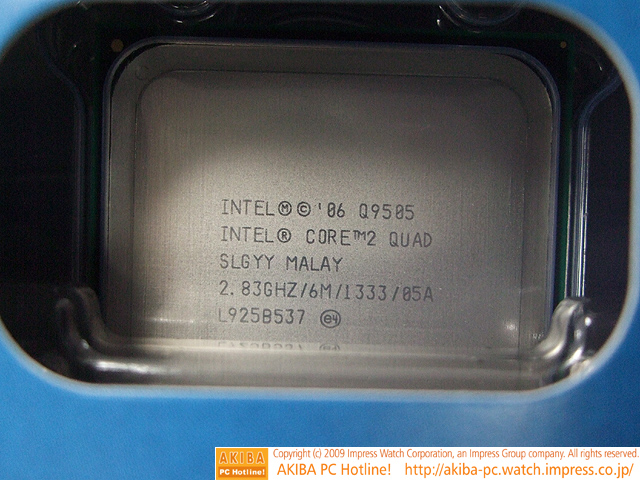 INTELⓂ©'06 Q9505
INTEL® CORE™2 QUAD
SLGYY MALAY
2.83GHZ/6M/1333/05A
L925B537 e4
AKIBA
PC Hotline!
Copyright (c) 2009 Impress Watch Corporation, an Impress Group company. All rights reserved.
AKIBA PC Hotline! http://akiba-pc.watch.impress.co.jp/